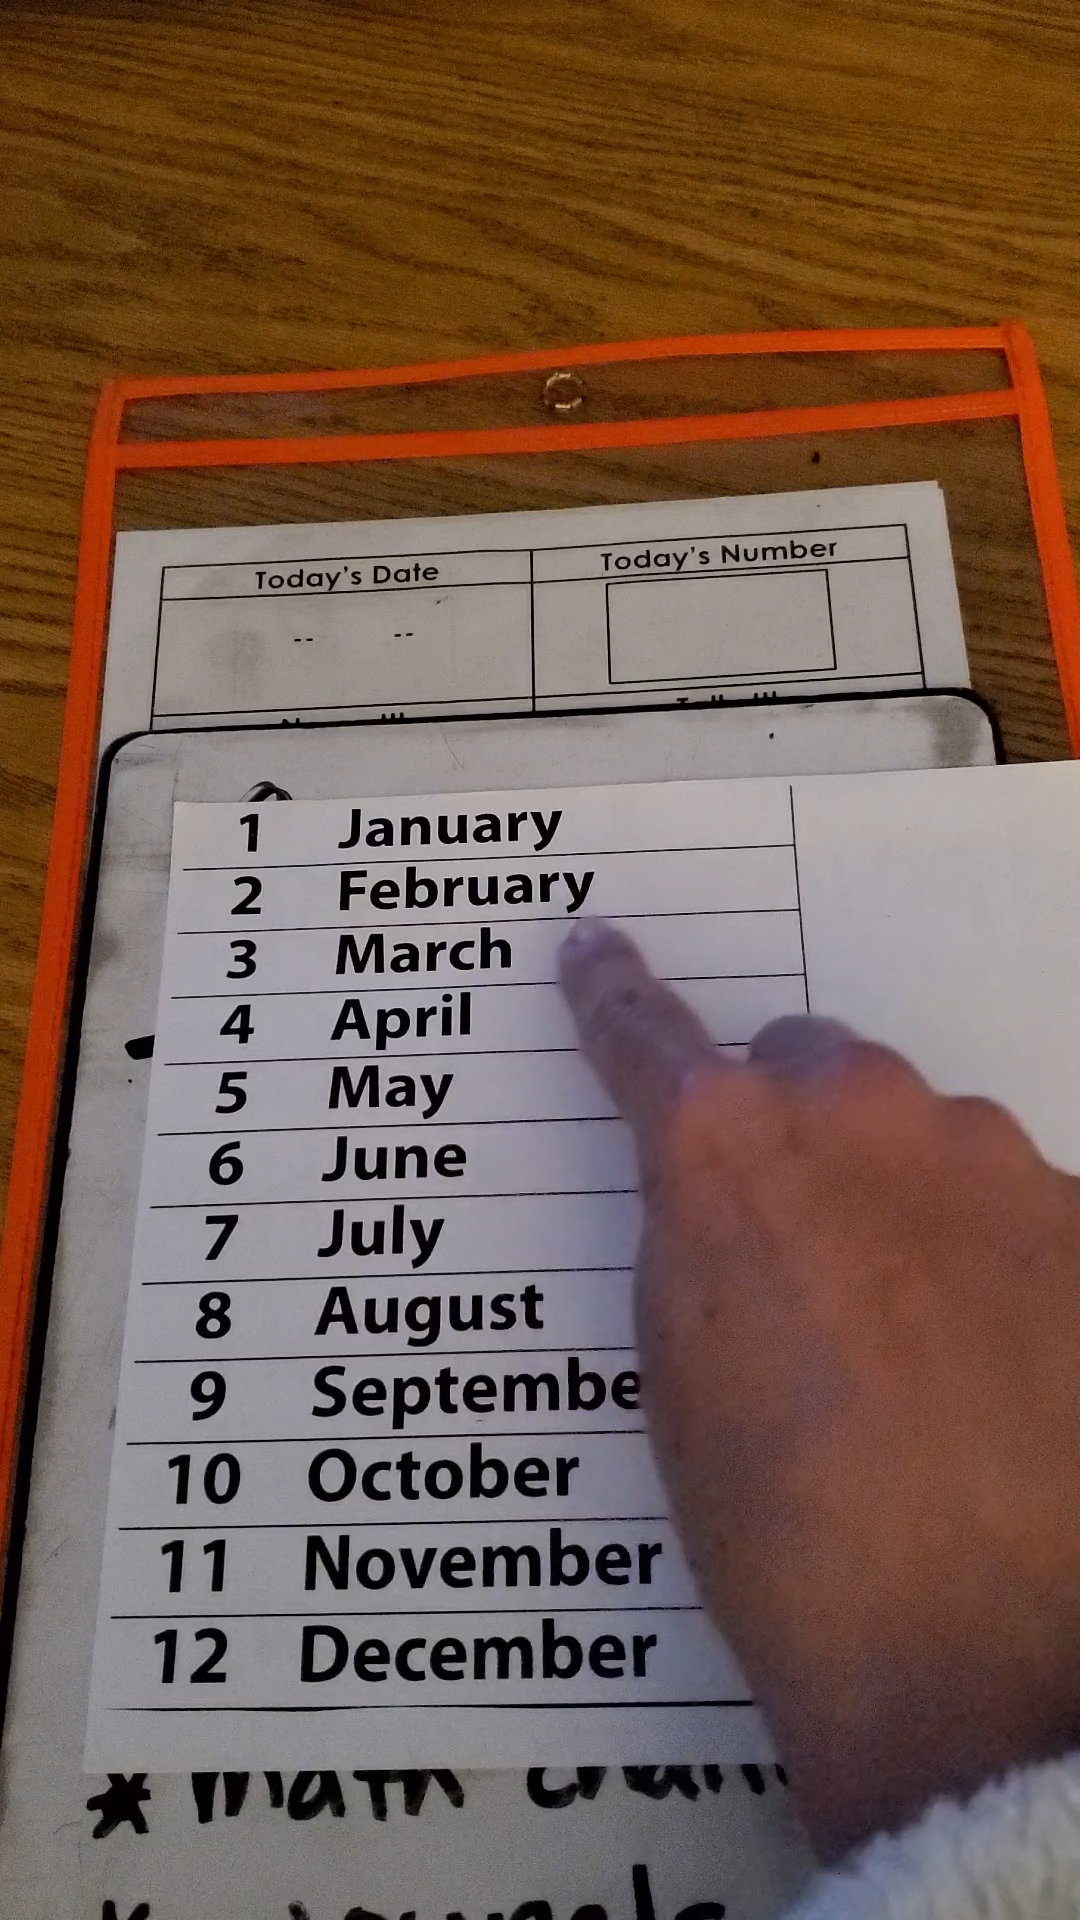 Today's Date
Today's Number
-- --
1 January
2 February
3 March
4 April
5 May
6 June
7 July
8 August
9 Septembe
10 October
11 November
12 December
* math